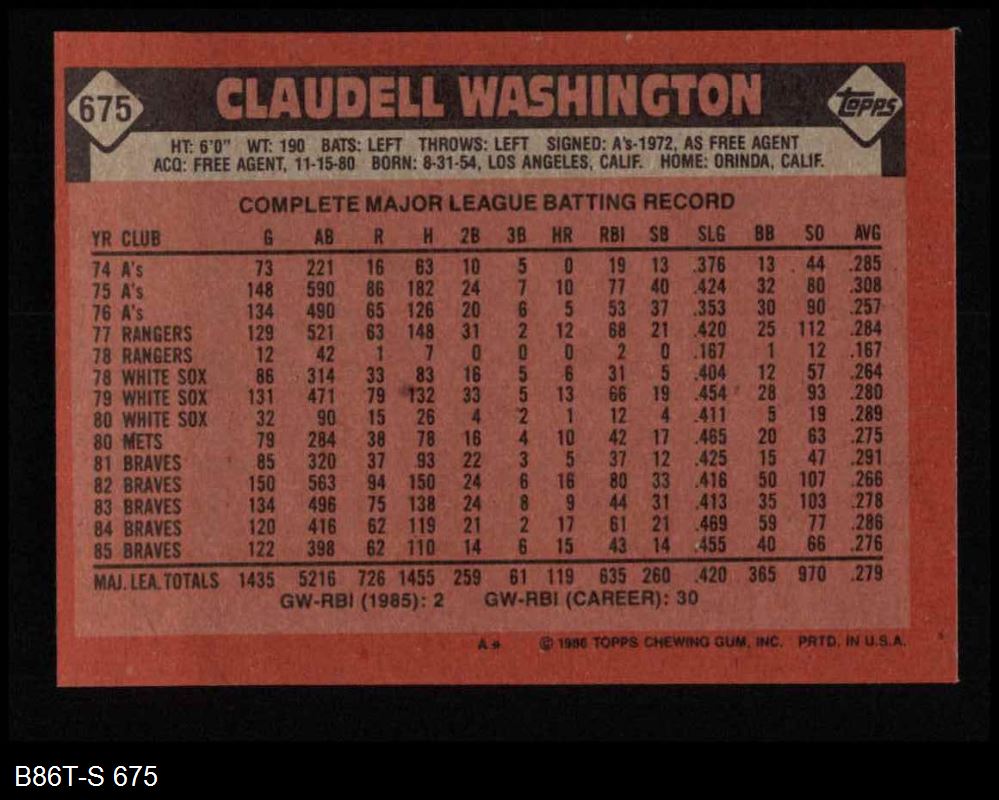 675 CLAUDELL WASHINGTON topps
HT: 6'0" WT: 190 BATS: LEFT THROWS: LEFT SIGNED: A's-1972, AS FREE AGENT
ACQ: FREE AGENT, 11-15-80 BORN: 8-31-54, LOS ANGELES, CALIF. HOME: ORINDA, CALIF.
COMPLETE MAJOR LEAGUE BATTING RECORD
YR CLUB G AB R H 2B 3B HR RBI SB SLG BB SO AVG
74 A's 73 221 16 63 10 5 0 19 13 .376 13 44 .285
75 A's 148 590 86 182 24 7 10 77 40 .424 32 80 .308
76 A's 134 490 65 126 20 6 5 53 37 .353 30 90 .257
77 RANGERS 129 521 63 148 31 2 12 68 21 .420 25 112 .284
78 RANGERS 12 42 1 7 0 0 0 2 0 .167 1 12 .167
78 WHITE SOX 86 314 33 83 16 5 6 31 5 .404 12 57 .264
79 WHITE SOX 131 471 79 132 33 5 13 66 19 .454 28 93 .280
80 WHITE SOX 32 90 15 26 4 2 1 12 4 .411 5 19 .289
80 METS 79 284 38 78 16 4 10 42 17 .465 20 63 .275
81 BRAVES 85 320 37 93 22 3 5 37 12 .425 15 47 .291
82 BRAVES 150 563 94 150 24 6 16 80 33 .416 50 107 .266
83 BRAVES 134 496 75 138 24 8 9 44 31 .413 35 103 .278
84 BRAVES 120 416 62 119 21 2 17 61 21 .469 59 77 .286
85 BRAVES 122 398 62 110 14 6 15 43 14 .455 40 66 .276
MAJ. LEA. TOTALS 1435 5216 726 1455 259 61 119 635 260 .420 365 970 .279
GW-RBI (1985): 2 GW-RBI (CAREER): 30
A* © 1986 TOPPS CHEWING GUM, INC. PRTD. IN U.S.A.
B86T-S 675